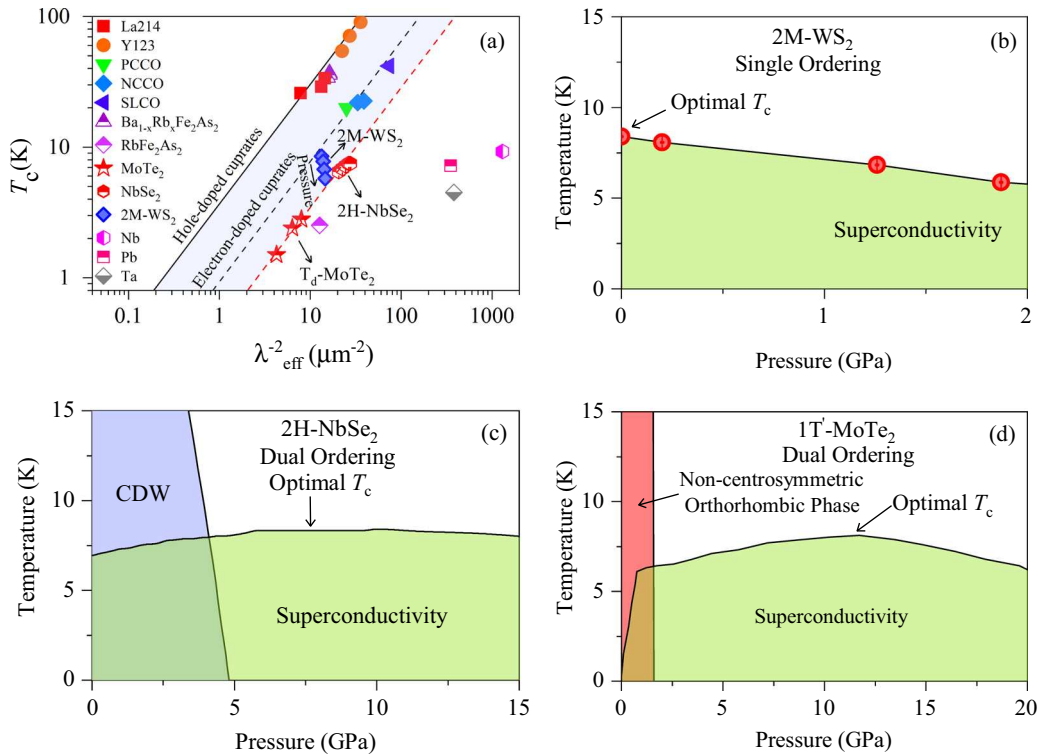 (a)
100
10
1
T_c(K)
La214
Y123
PCCO
NCCO
SLCO
Ba₁₋ₓRbₓFe₂As₂
RbFe₂As₂
MoTe₂
NbSe₂
2M-WS₂
Nb
Pb
Ta
Hole-doped cuprates
Electron-doped cuprates
Pressure
2M-WS₂
2H-NbSe₂
T_d-MoTe₂
0.1 1 10 100 1000
λ⁻²_eff (μm⁻²)
(b)
2M-WS₂
Single Ordering
Optimal T_c
Superconductivity
15
10
5
0
Temperature (K)
0 1 2
Pressure (GPa)
(c)
2H-NbSe₂
Dual Ordering
Optimal T_c
CDW
Superconductivity
15
10
5
0
Temperature (K)
0 5 10 15
Pressure (GPa)
(d)
1T'-MoTe₂
Dual Ordering
Non-centrosymmetric
Orthorhombic Phase
Optimal T_c
Superconductivity
15
10
5
0
Temperature (K)
0 5 10 15 20
Pressure (GPa)